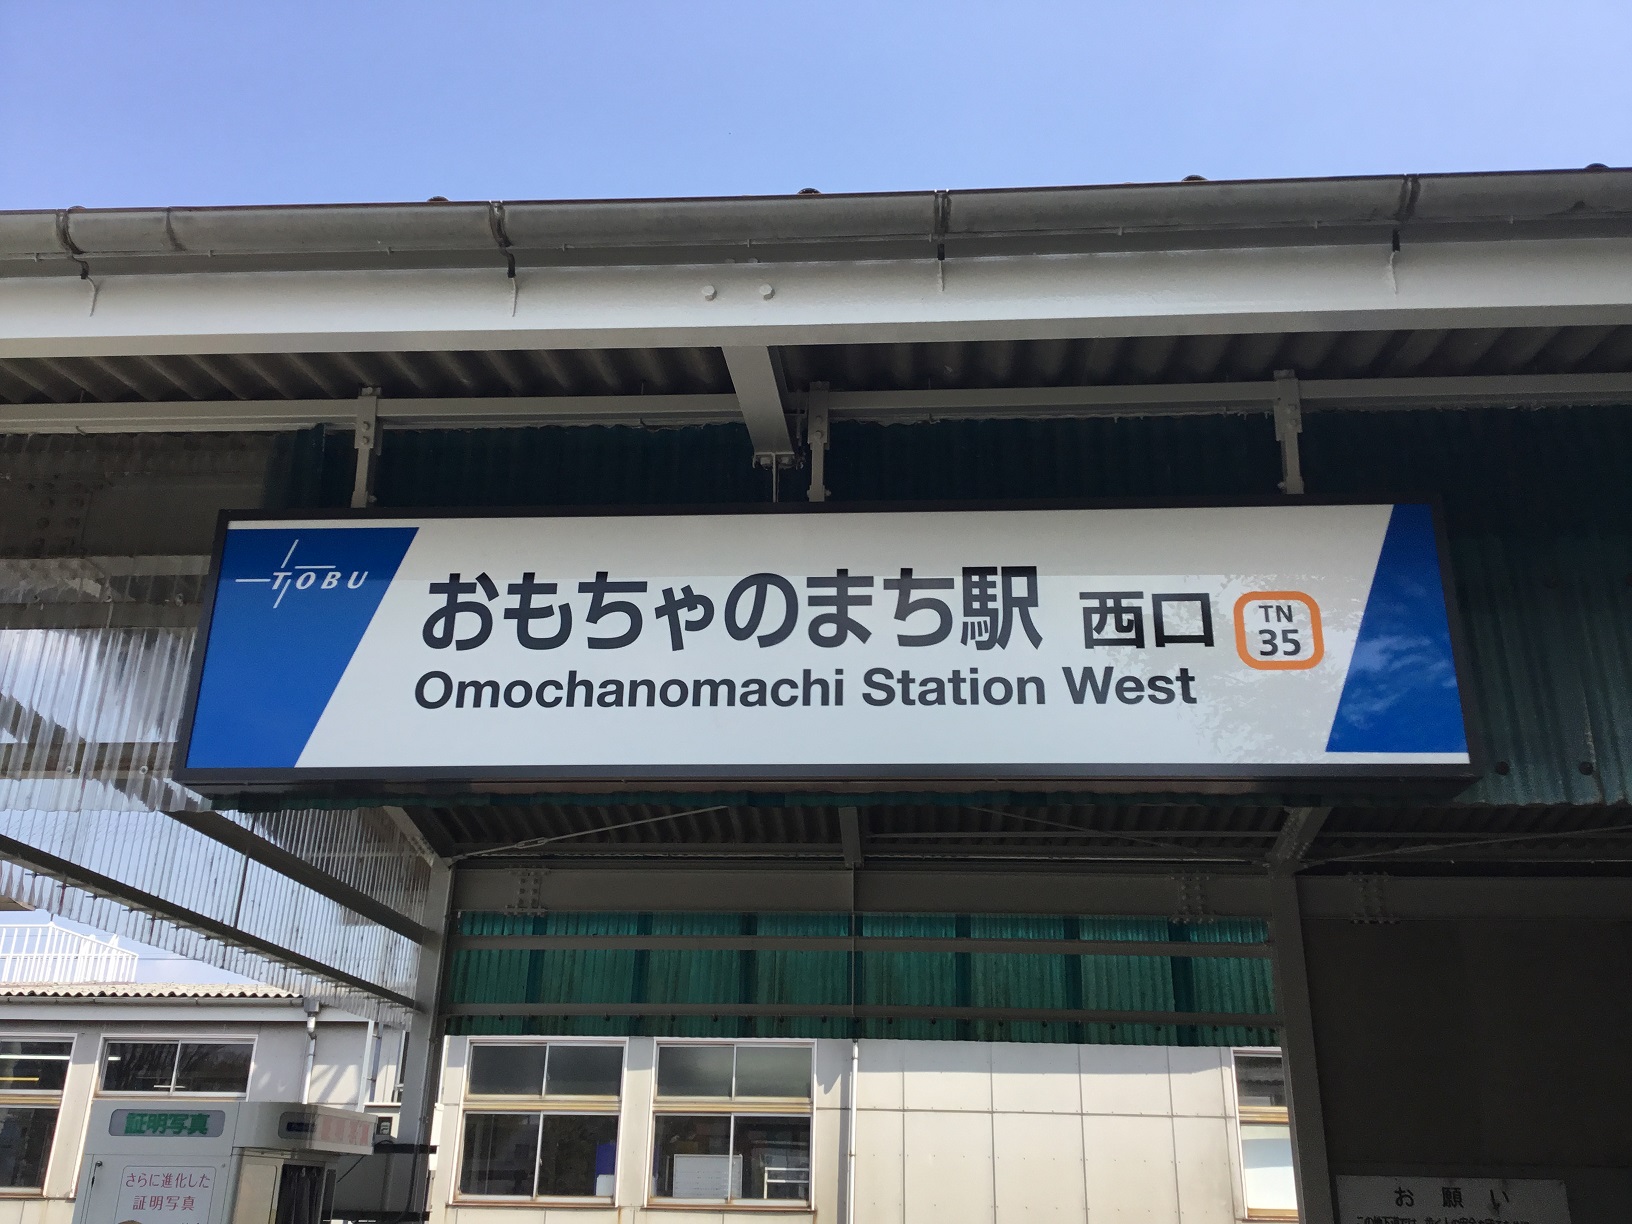 TOBU
おもちゃのまち駅 西口
TN
35
Omochanomachi Station West
証明写真
さらに進化した
証明写真
お願い